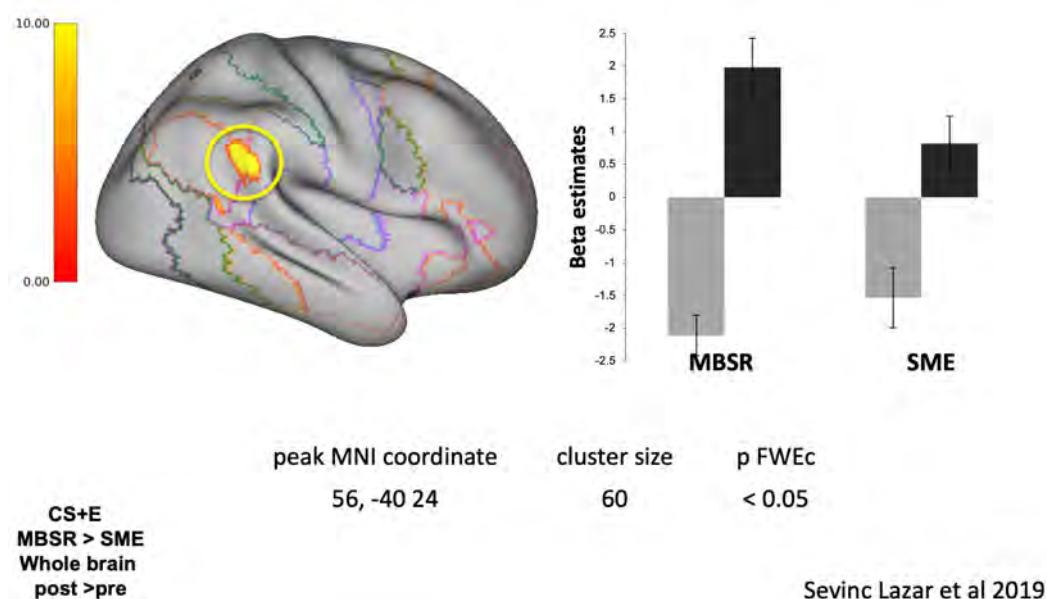 10.00
0.00
2.5
2
1.5
1
0.5
0
-0.5
-1
-1.5
-2
-2.5
Beta estimates
MBSR
SME
peak MNI coordinate cluster size p FWEc
56, -40 24 60 < 0.05
CS+E
MBSR > SME
Whole brain
post >pre
Sevinc Lazar et al 2019